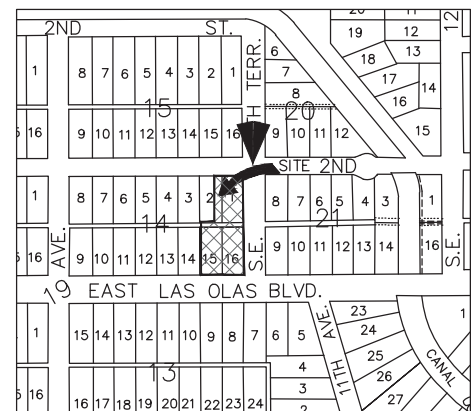 20 11 10
2ND ST. 6 19 12 12
1 8 7 6 5 4 3 2 1 TERR. 7 18 13
17 14
8 16
15 20
16 9 10 11 12 13 14 15 16 TH 9 10 11 12 15
SITE 2ND
1 8 7 6 5 4 3 2 1 8 7 6 5 4 3 1
14 21
16 9 10 11 12 13 14 15 16 9 10 11 12 13 14 16
AVE. S.E.
19 EAST LAS OLAS BLVD.
1 15 14 13 12 11 10 9 8 7 6 5 11TH AVE. 23 1
24
13 4 25 CANAL
3 26
16 16 17 18 19 20 21 22 23 24 2 27